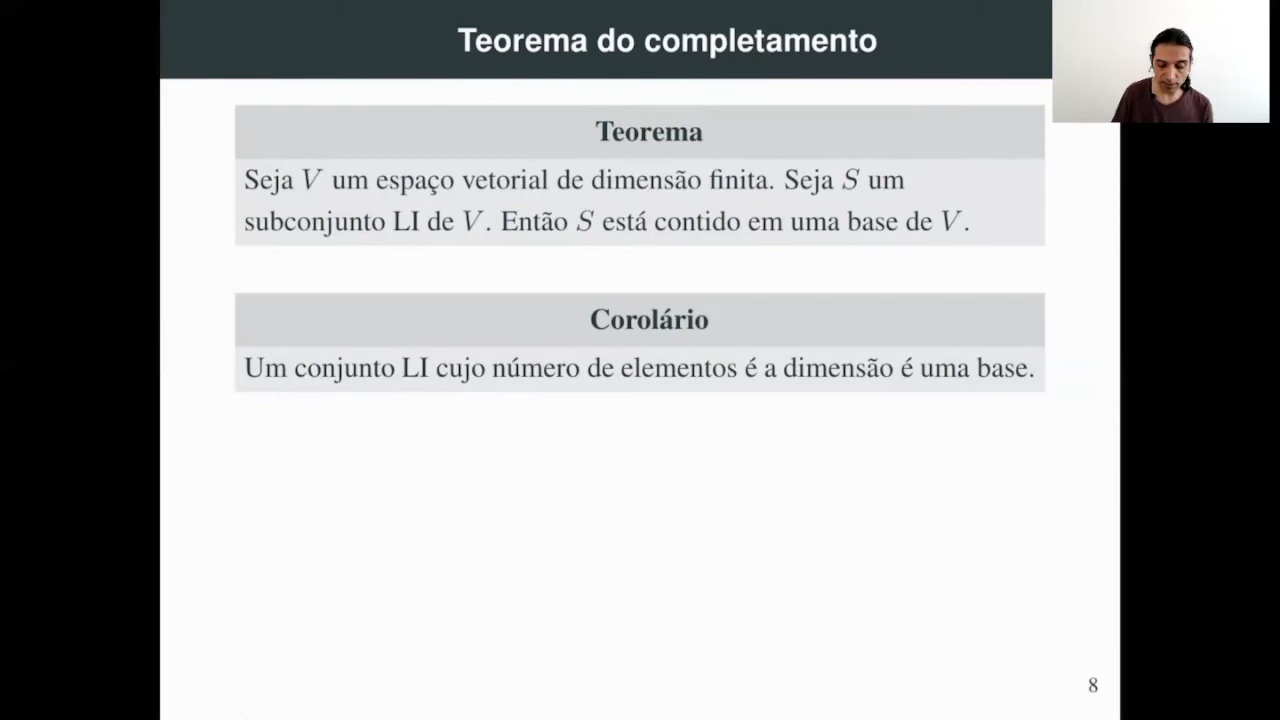 Teorema do completamento
Teorema
Seja V um espaço vetorial de dimensão finita. Seja S um
subconjunto LI de V. Então S está contido em uma base de V.
Corolário
Um conjunto LI cujo número de elementos é a dimensão é uma base.
8